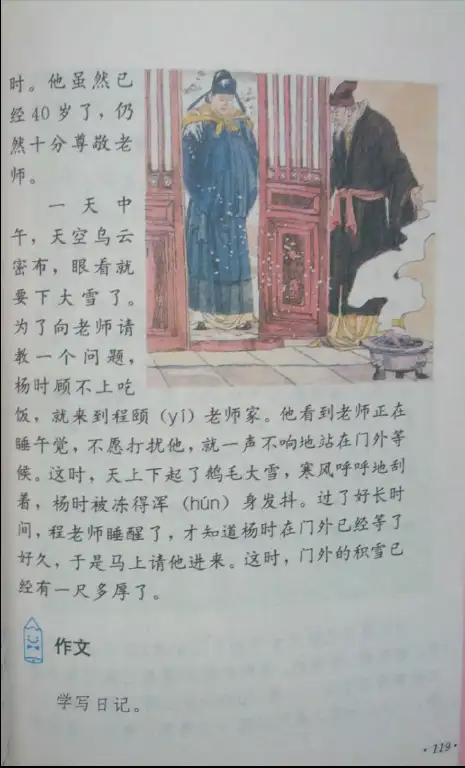 时。他虽然已
经40岁了，仍
然十分尊敬老
师。
一天中
午，天空乌云
密布，眼看就
要下大雪了。
为了向老师请
教一个问题，
杨时顾不上吃
饭，就来到程颐（yí）老师家。他看到老师正在
睡午觉，不愿打扰他，就一声不响地站在门外等
候。这时，天上下起了鹅毛大雪，寒风呼呼地刮
着，杨时被冻得浑（hún）身发抖。过了好长时
间，程老师睡醒了，才知道杨时在门外已经等了
好久，于是马上请他进来。这时，门外的积雪已
经有一尺多厚了。
作文
学写日记。
·119·